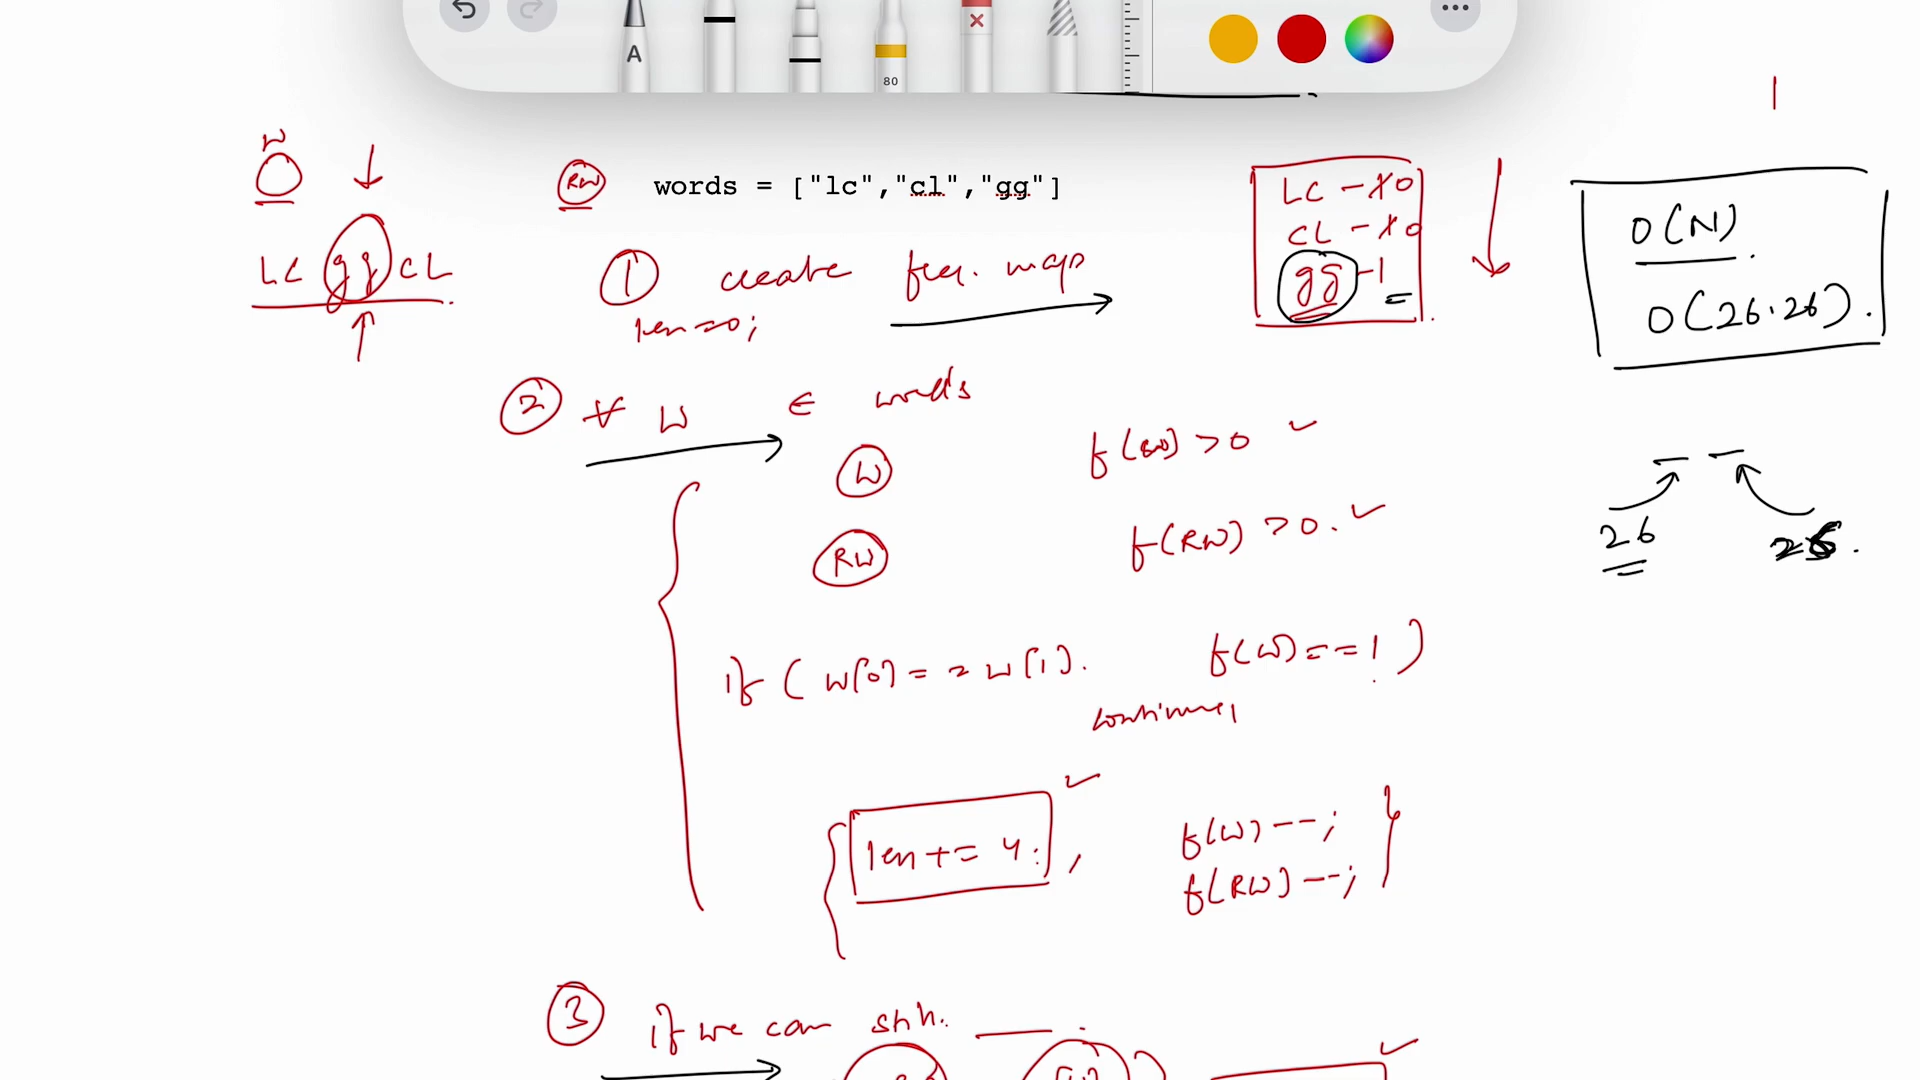 A
80
W
RW
words = ["lc","cl","gg"]
LC gg CL
1 create freq. map
len=0;
LC - 1 0
CL - 1 0
gg - 1 =
O(N).
O(26.26).
2 ∀ W ∈ words
W
f(w) > 0 ✓
RW
f(RW) > 0. ✓
26
26.
if ( w[0] == w[1]. f(w) == 1 )
continue;
len += 4; ✓
f(w)--; }
f(RW)--;
3 if we can